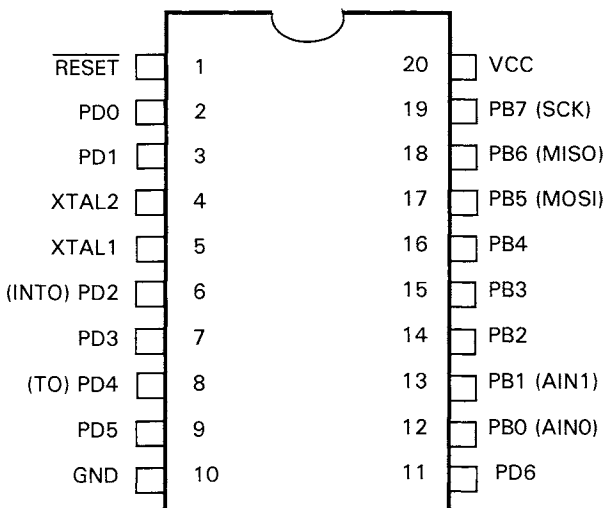 RESET 1 20 VCC
PD0 2 19 PB7 (SCK)
PD1 3 18 PB6 (MISO)
XTAL2 4 17 PB5 (MOSI)
XTAL1 5 16 PB4
(INTO) PD2 6 15 PB3
PD3 7 14 PB2
(TO) PD4 8 13 PB1 (AIN1)
PD5 9 12 PB0 (AIN0)
GND 10 11 PD6